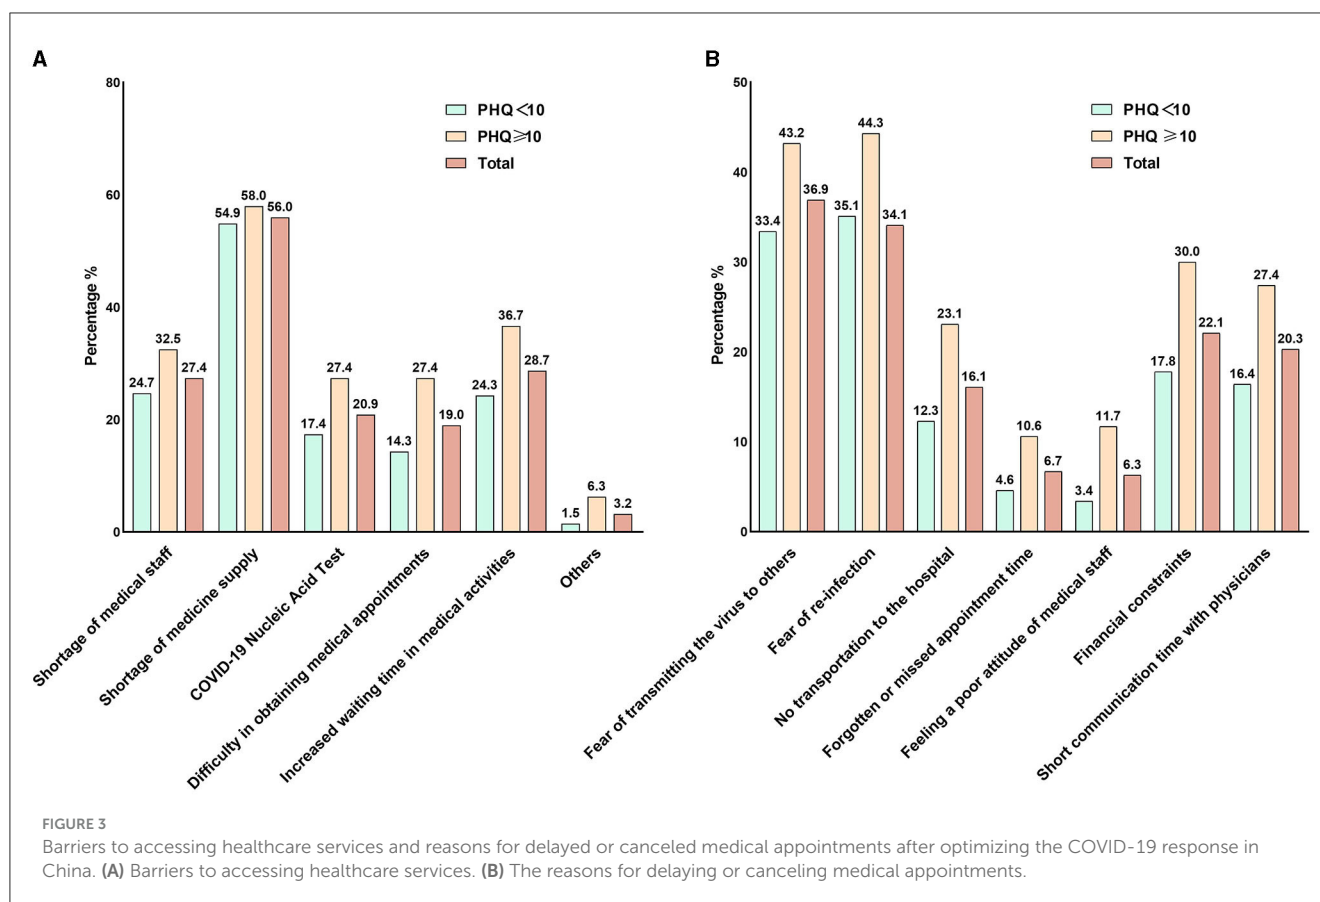 A
80
60
40
20
0
Percentage %
PHQ<10
PHQ⩾10
Total
24.7
32.5
27.4
54.9
58.0
56.0
17.4
27.4
20.9
14.3
27.4
19.0
24.3
36.7
28.7
1.5
6.3
3.2
Shortage of medical staff
Shortage of medicine supply
COVID-19 Nucleic Acid Test
Difficulty in obtaining medical appointments
Increased waiting time in medical activities
Others
B
50
40
30
20
10
0
Percentage %
PHQ<10
PHQ ⩾10
Total
33.4
43.2
36.9
35.1
44.3
34.1
12.3
23.1
16.1
4.6
10.6
6.7
3.4
11.7
6.3
17.8
30.0
22.1
16.4
27.4
20.3
Fear of transmitting the virus to others
Fear of re-infection
No transportation to the hospital
Forgotten or missed appointment time
Feeling a poor attitude of medical staff
Financial constraints
Short communication time with physicians
FIGURE 3
Barriers to accessing healthcare services and reasons for delayed or canceled medical appointments after optimizing the COVID-19 response in
China. (A) Barriers to accessing healthcare services. (B) The reasons for delaying or canceling medical appointments.